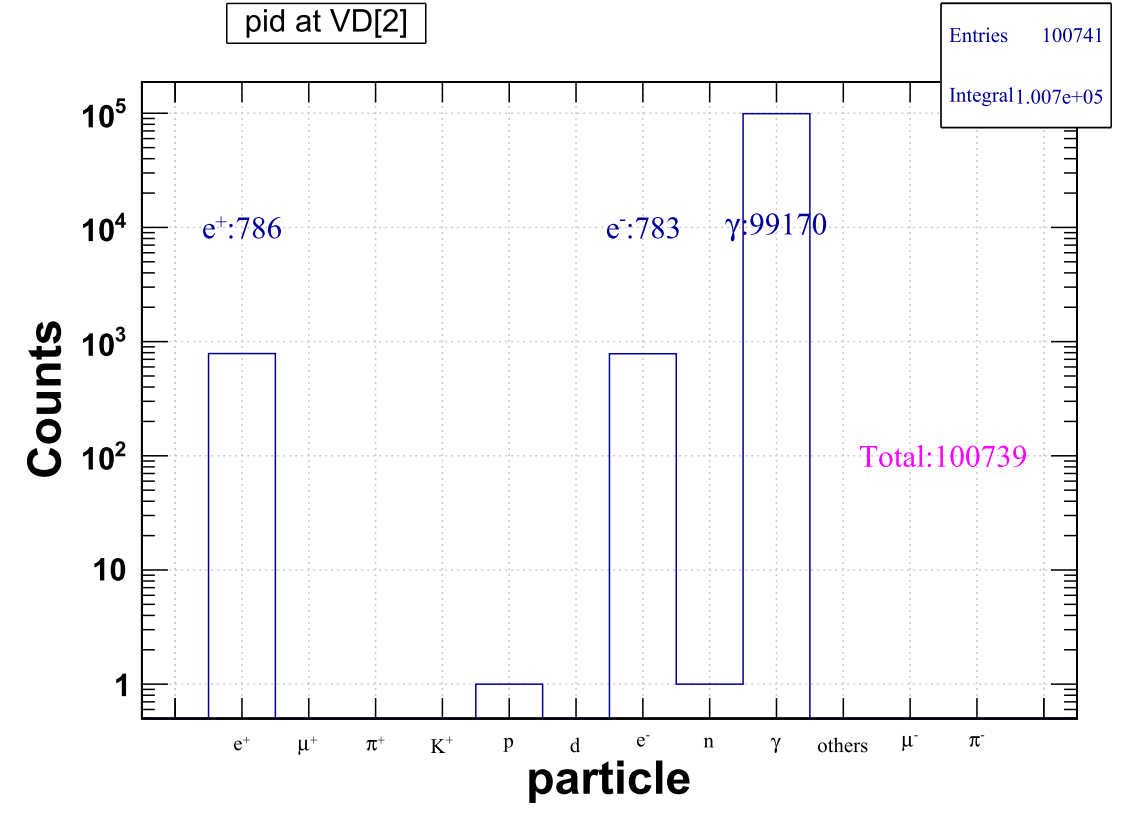 pid at VD[2]
Entries 100741
Integral 1.007e+05
10⁵
10⁴
10³
10²
10
1
Counts
e⁺:786
e⁻:783
γ:99170
Total:100739
e⁺ μ⁺ π⁺ K⁺ p d e⁻ n γ others μ⁻ π⁻
particle